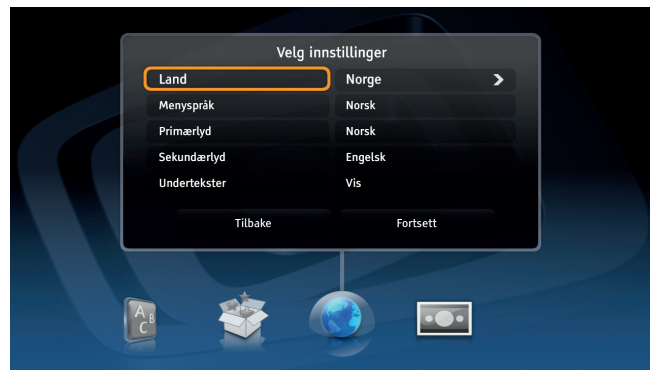 Velg innstillinger
Land Norge
Menyspråk Norsk
Primærlyd Norsk
Sekundærlyd Engelsk
Undertekster Vis
Tilbake Fortsett
A B C